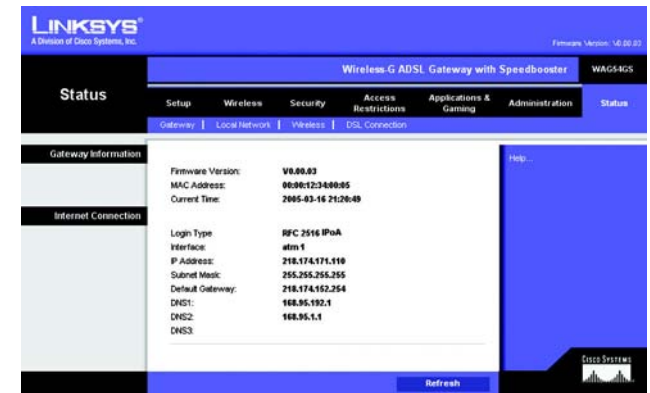 LINKSYS®
A Division of Cisco Systems, Inc.
Firmware Version: V0.00.03
Wireless-G ADSL Gateway with Speedbooster WAG54GS
Status
Setup Wireless Security Access Restrictions Applications & Gaming Administration Status
Gateway | Local Network | Wireless | DSL Connection
Gateway Information
Help...
Firmware Version: V0.00.03
MAC Address: 00:00:12:34:00:05
Current Time: 2005-03-16 21:20:49
Internet Connection
Login Type RFC 2516 IPoA
Interface: atm 1
IP Address: 218.174.171.110
Subnet Mask: 255.255.255.255
Default Gateway: 218.174.152.254
DNS1: 168.95.192.1
DNS2: 168.95.1.1
DNS3:
Refresh
CISCO SYSTEMS